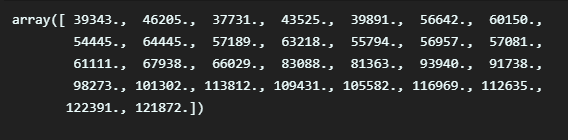 array([ 39343.,  46205.,  37731.,  43525.,  39891.,  56642.,  60150.,
54445.,  64445.,  57189.,  63218.,  55794.,  56957.,  57081.,
61111.,  67938.,  66029.,  83088.,  81363.,  93940.,  91738.,
98273., 101302., 113812., 109431., 105582., 116969., 112635.,
122391., 121872.])